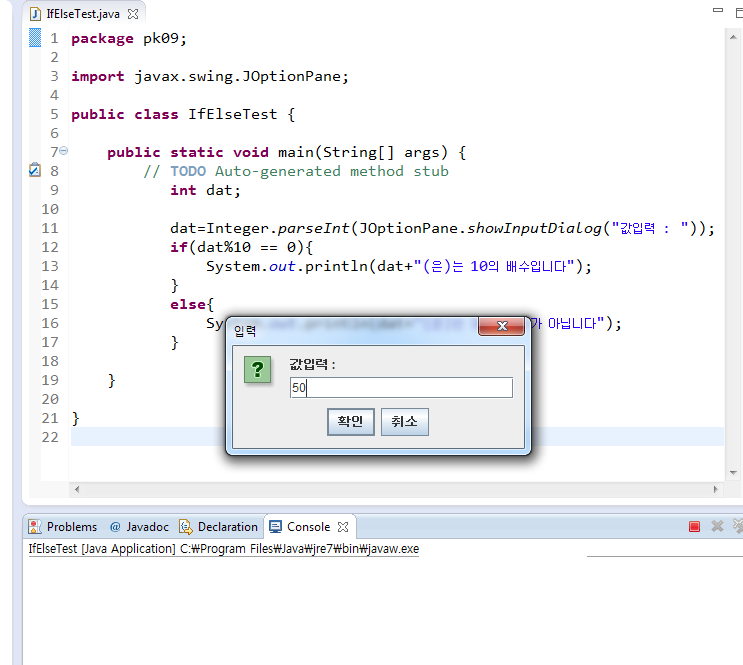 IfElseTest.java
1 package pk09;
2
3 import javax.swing.JOptionPane;
4
5 public class IfElseTest {
6
7 public static void main(String[] args) {
8 // TODO Auto-generated method stub
9 int dat;
10
11 dat=Integer.parseInt(JOptionPane.showInputDialog("값입력 : "));
12 if(dat%10 == 0){
13 System.out.println(dat+"(은)는 10의 배수입니다");
14 }
15 else{
16 Sy 가 아닙니다");
17 }
18
19 }
20
21 }
22
입력
값입력 :
50
확인 취소
Problems @ Javadoc Declaration Console
IfElseTest [Java Application] C:₩Program Files₩Java₩jre7₩bin₩javaw.exe